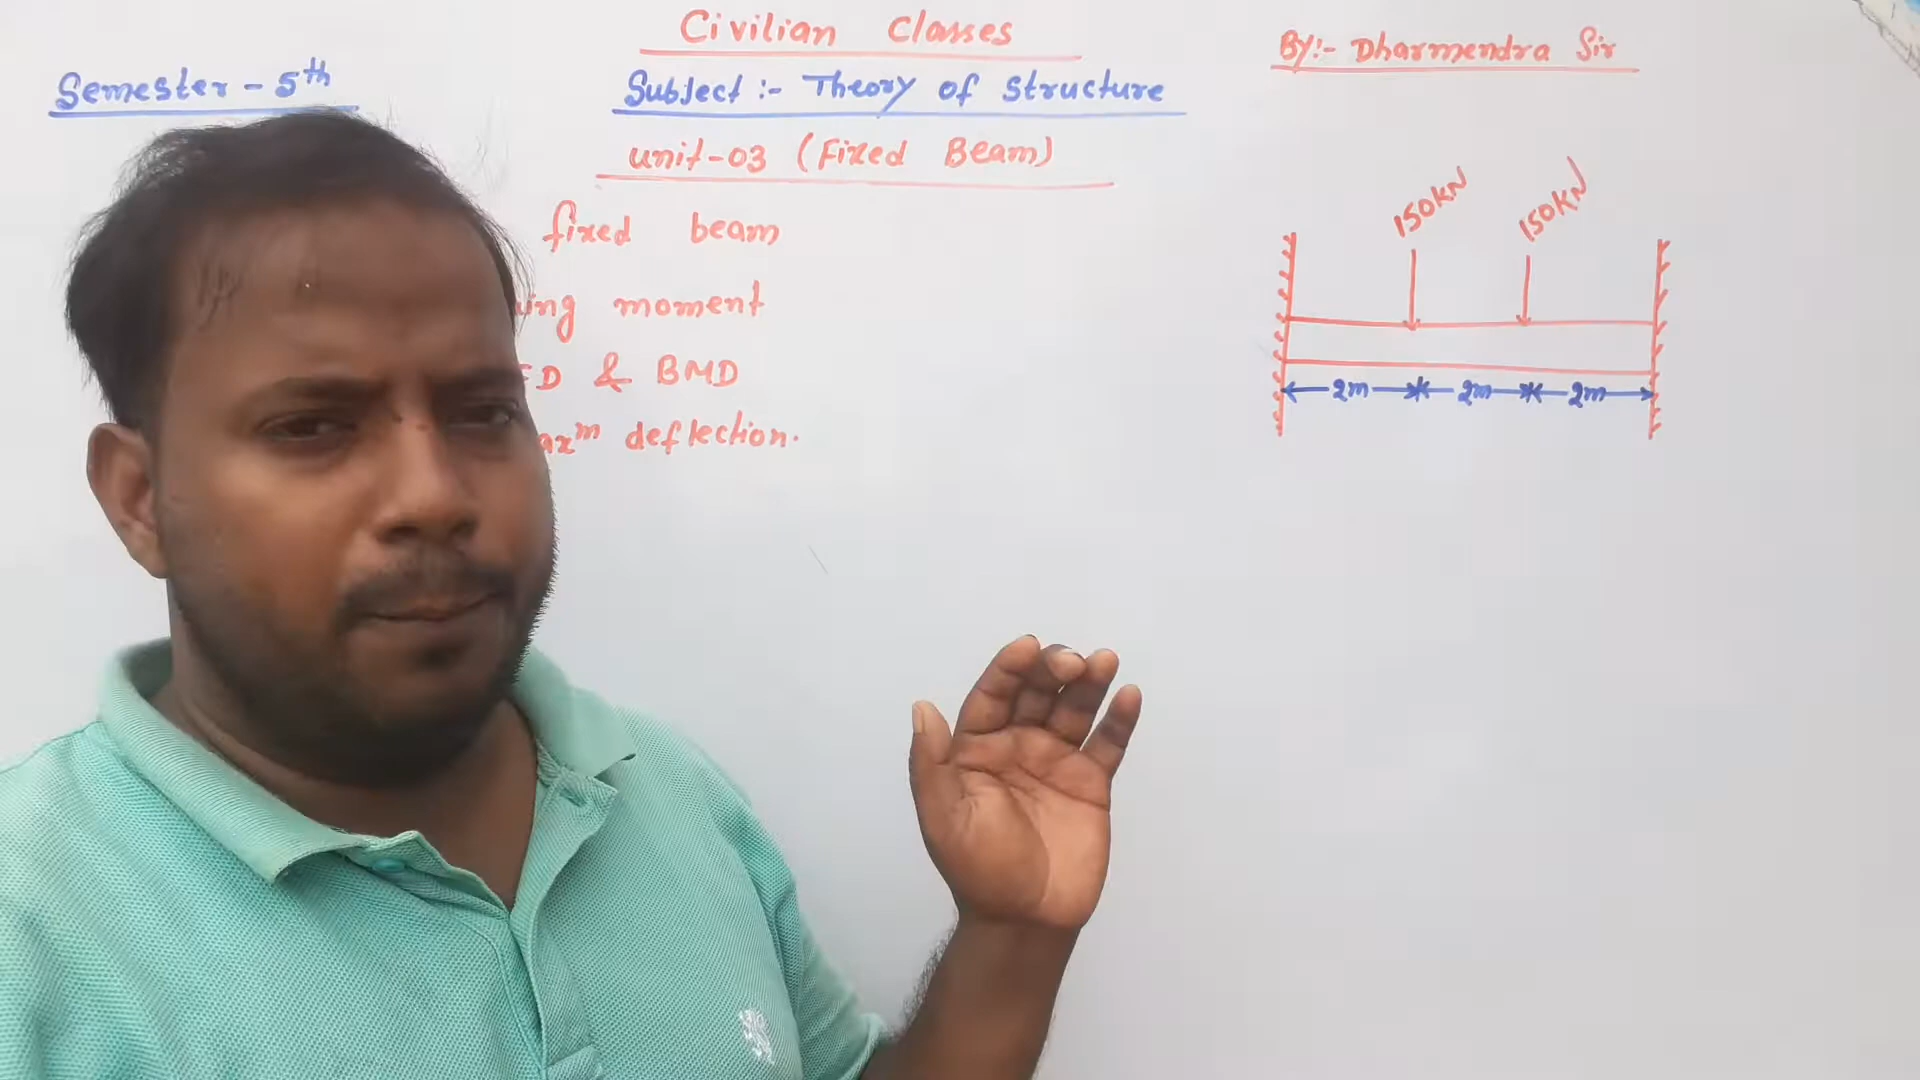 Civilian Classes
By:- Dharmendra Sir
Semester - 5th
Subject :- Theory of structure
unit-03 (Fixed Beam)
fixed beam
moment
& BMD
deflection.
150KN 150KN
2m 2m 2m